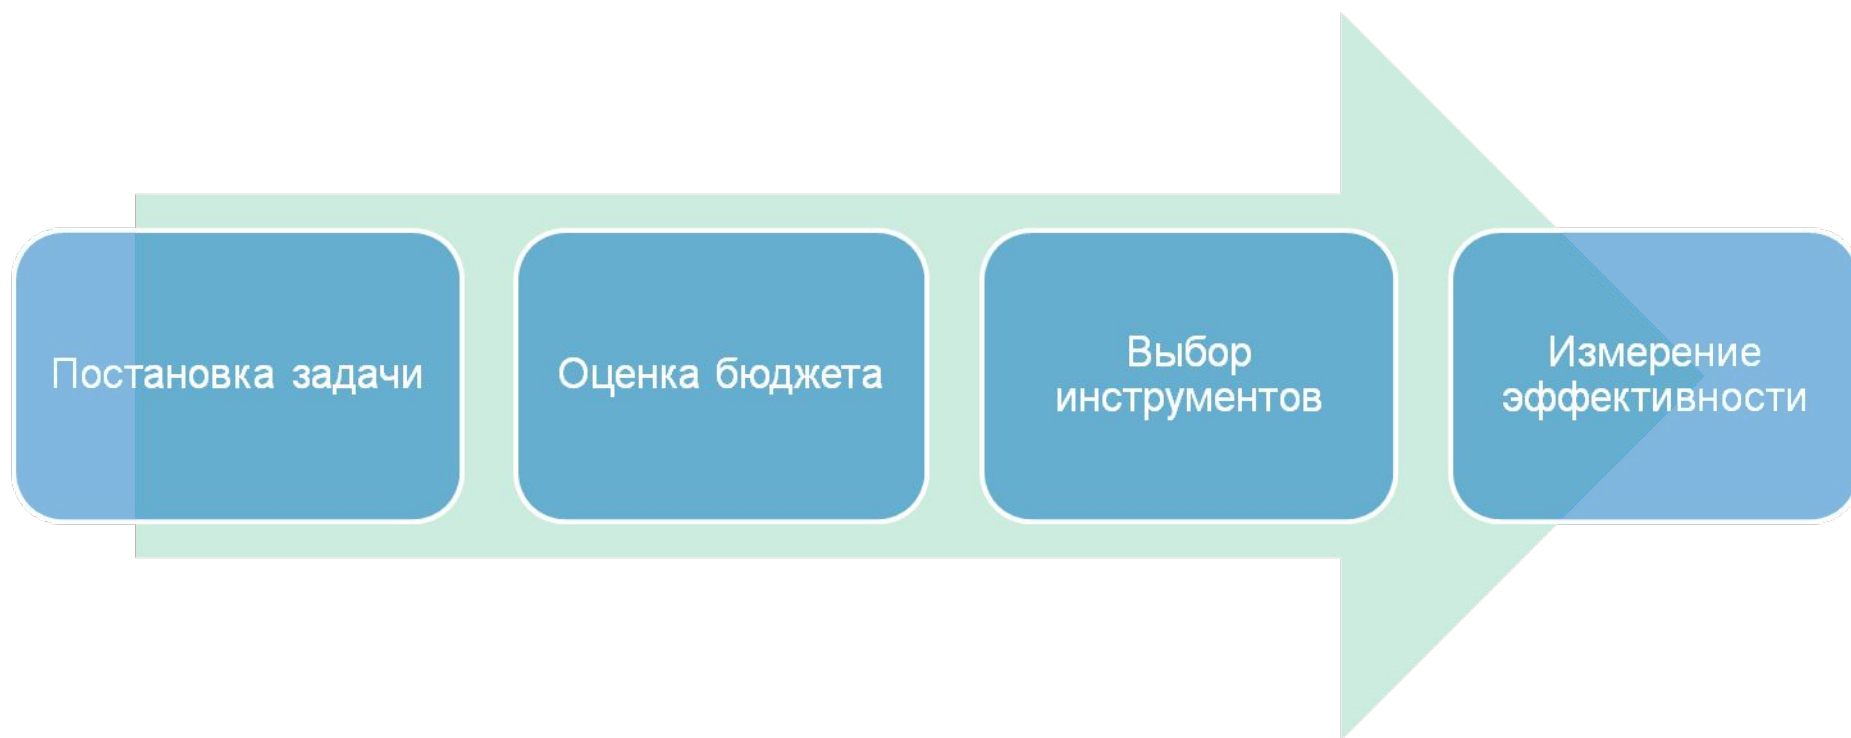 Постановка задачи
Оценка бюджета
Выбор
инструментов
Измерение
эффективности